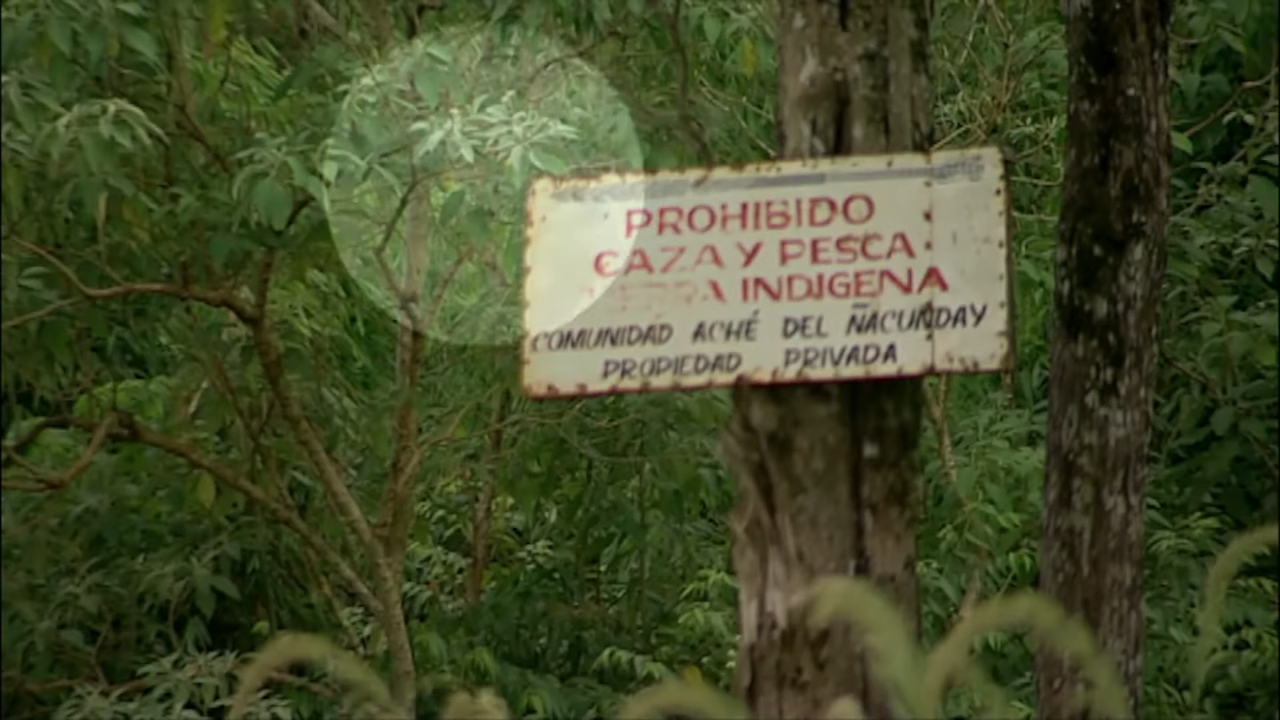 PROHIBIDO
CAZA Y PESCA
INDIGENA
COMUNIDAD ACHÉ DEL ÑACUNDAY
PROPIEDAD PRIVADA